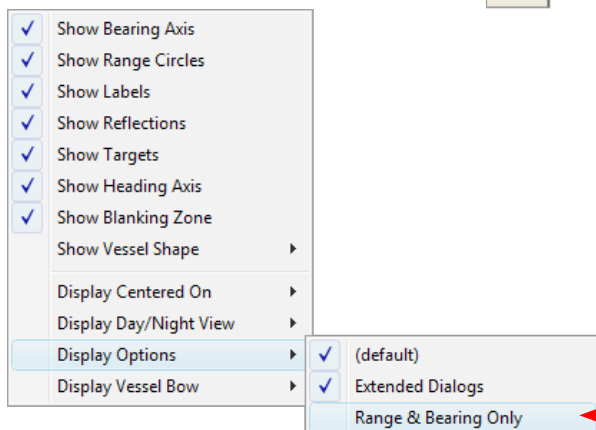 Show Bearing Axis
Show Range Circles
Show Labels
Show Reflections
Show Targets
Show Heading Axis
Show Blanking Zone
Show Vessel Shape
Display Centered On
Display Day/Night View
Display Options
Display Vessel Bow
(default)
Extended Dialogs
Range & Bearing Only